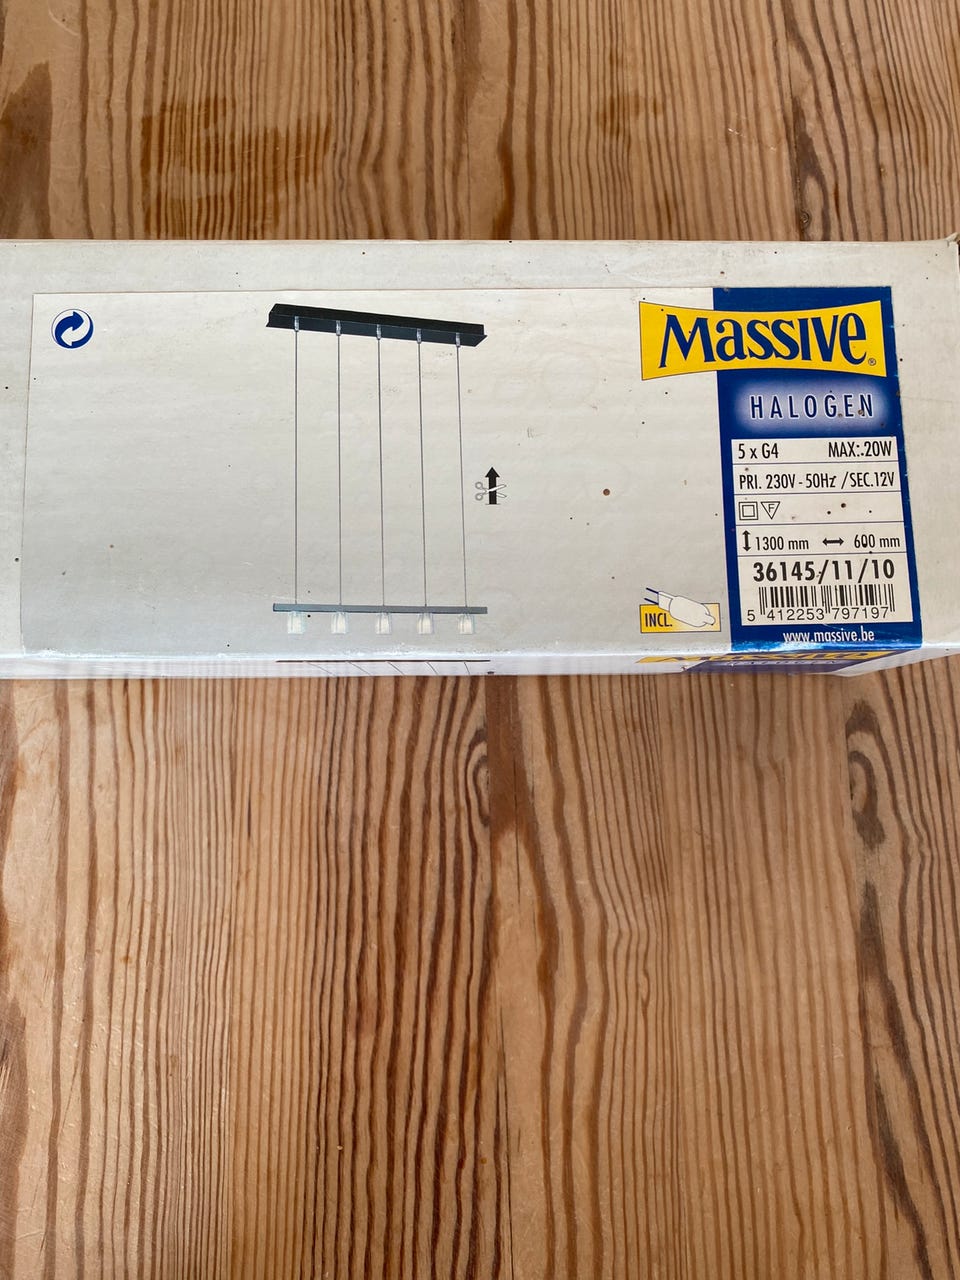 Massive®
HALOGEN
5 x G4 MAX.:20W
PRI. 230V - 50Hz /SEC.12V
F
1300 mm 600 mm
36145/11/10
5 412253 797197
INCL.
www.massive.be